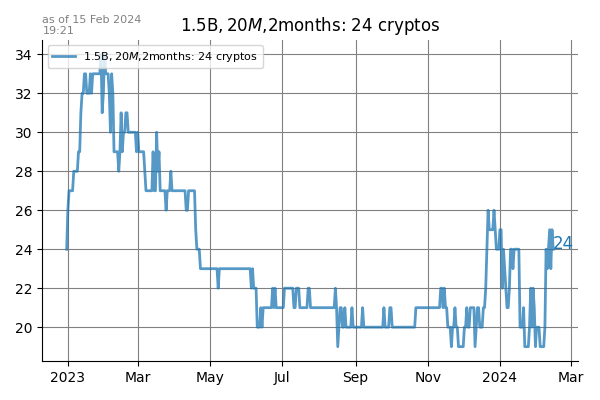 as of 15 Feb 2024
19:21
1.5B, 20M,2months: 24 cryptos
1.5B, 20M,2months: 24 cryptos
34
32
30
28
26
24
22
20
24
2023
Mar
May
Jul
Sep
Nov
2024
Mar